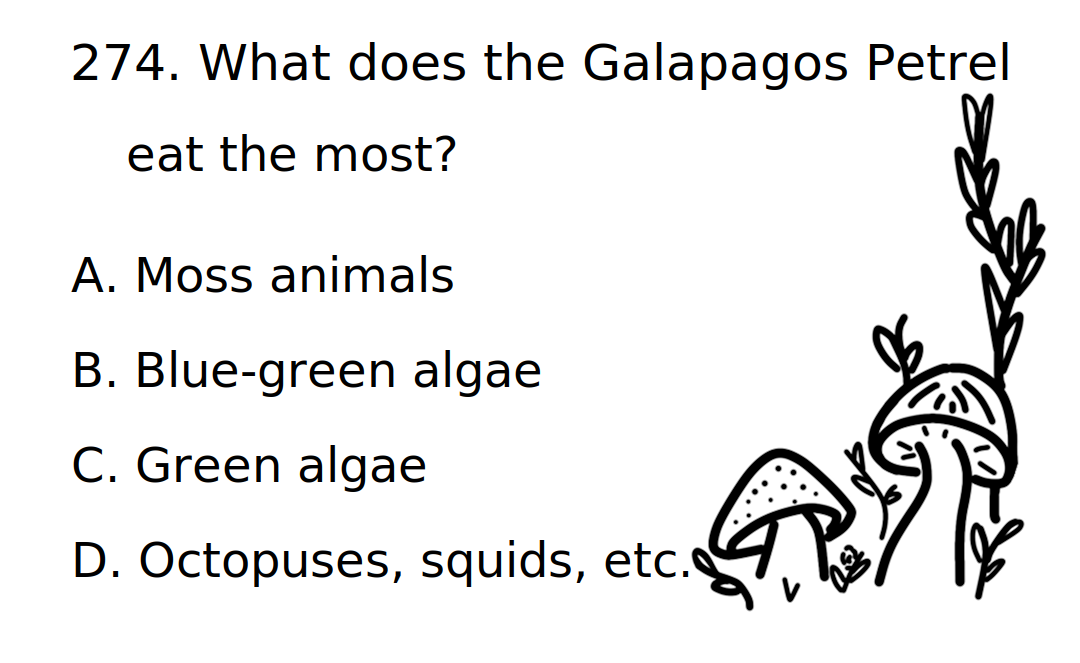 274. What does the Galapagos Petrel
eat the most?
A. Moss animals
B. Blue-green algae
C. Green algae
D. Octopuses, squids, etc.